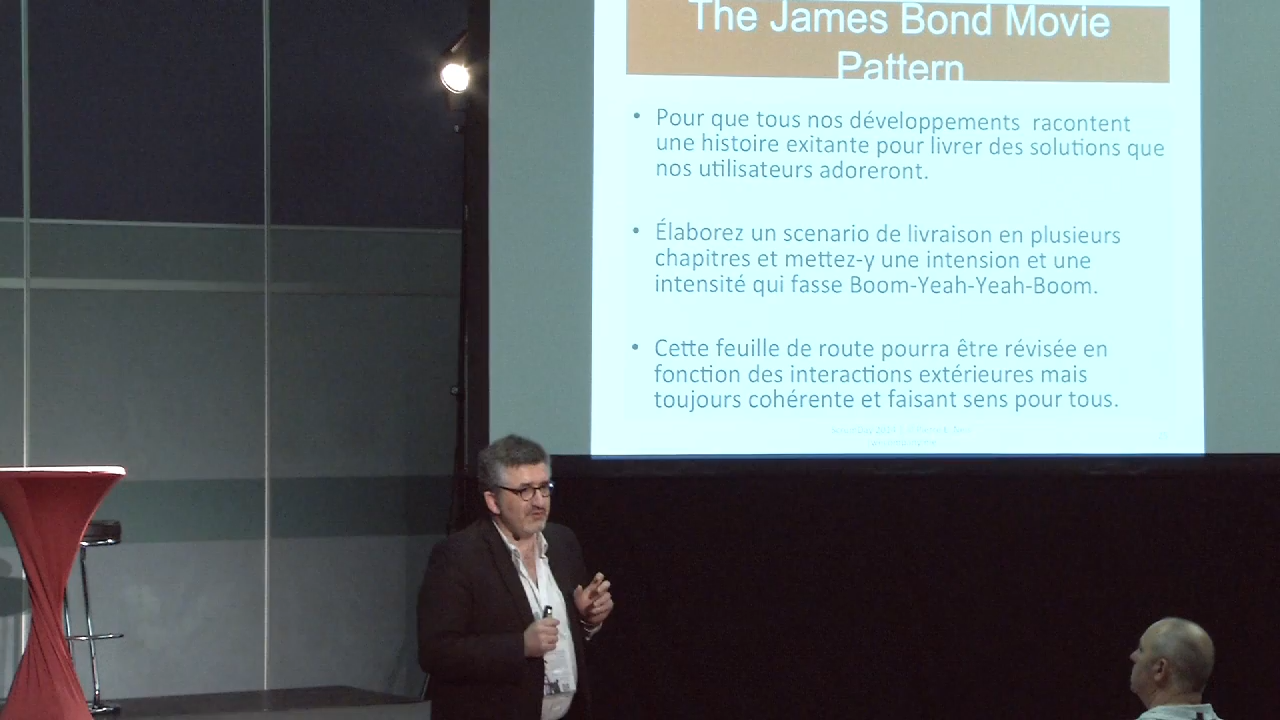 The James Bond Movie
Pattern
• Pour que tous nos développements racontent
une histoire exitante pour livrer des solutions que
nos utilisateurs adoreront.
• Élaborez un scenario de livraison en plusieurs
chapitres et mettez-y une intension et une
intensité qui fasse Boom-Yeah-Yeah-Boom.
• Cette feuille de route pourra être révisée en
fonction des interactions extérieures mais
toujours cohérente et faisant sens pour tous.